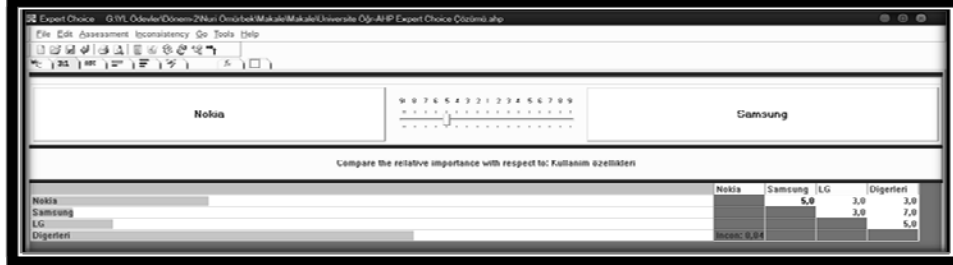 Expert Choice G:\YL Ödevler\Dönem-2\Nuri Ömürbek\Makale\Makale\Universite Öğr-AHP Expert Choice Çözümü.ahp
File Edit Assessment Inconsistency Go Tools Help
Nokia
9 8 7 6 5 4 3 2 1 2 3 4 5 6 7 8 9
Samsung
Compare the relative importance with respect to: Kullanim özellikleri
Nokia Samsung LG Digerleri
Nokia 5,0 3,0 3,0
Samsung 3,0 7,0
LG 5,0
Digerleri Incon: 0,04